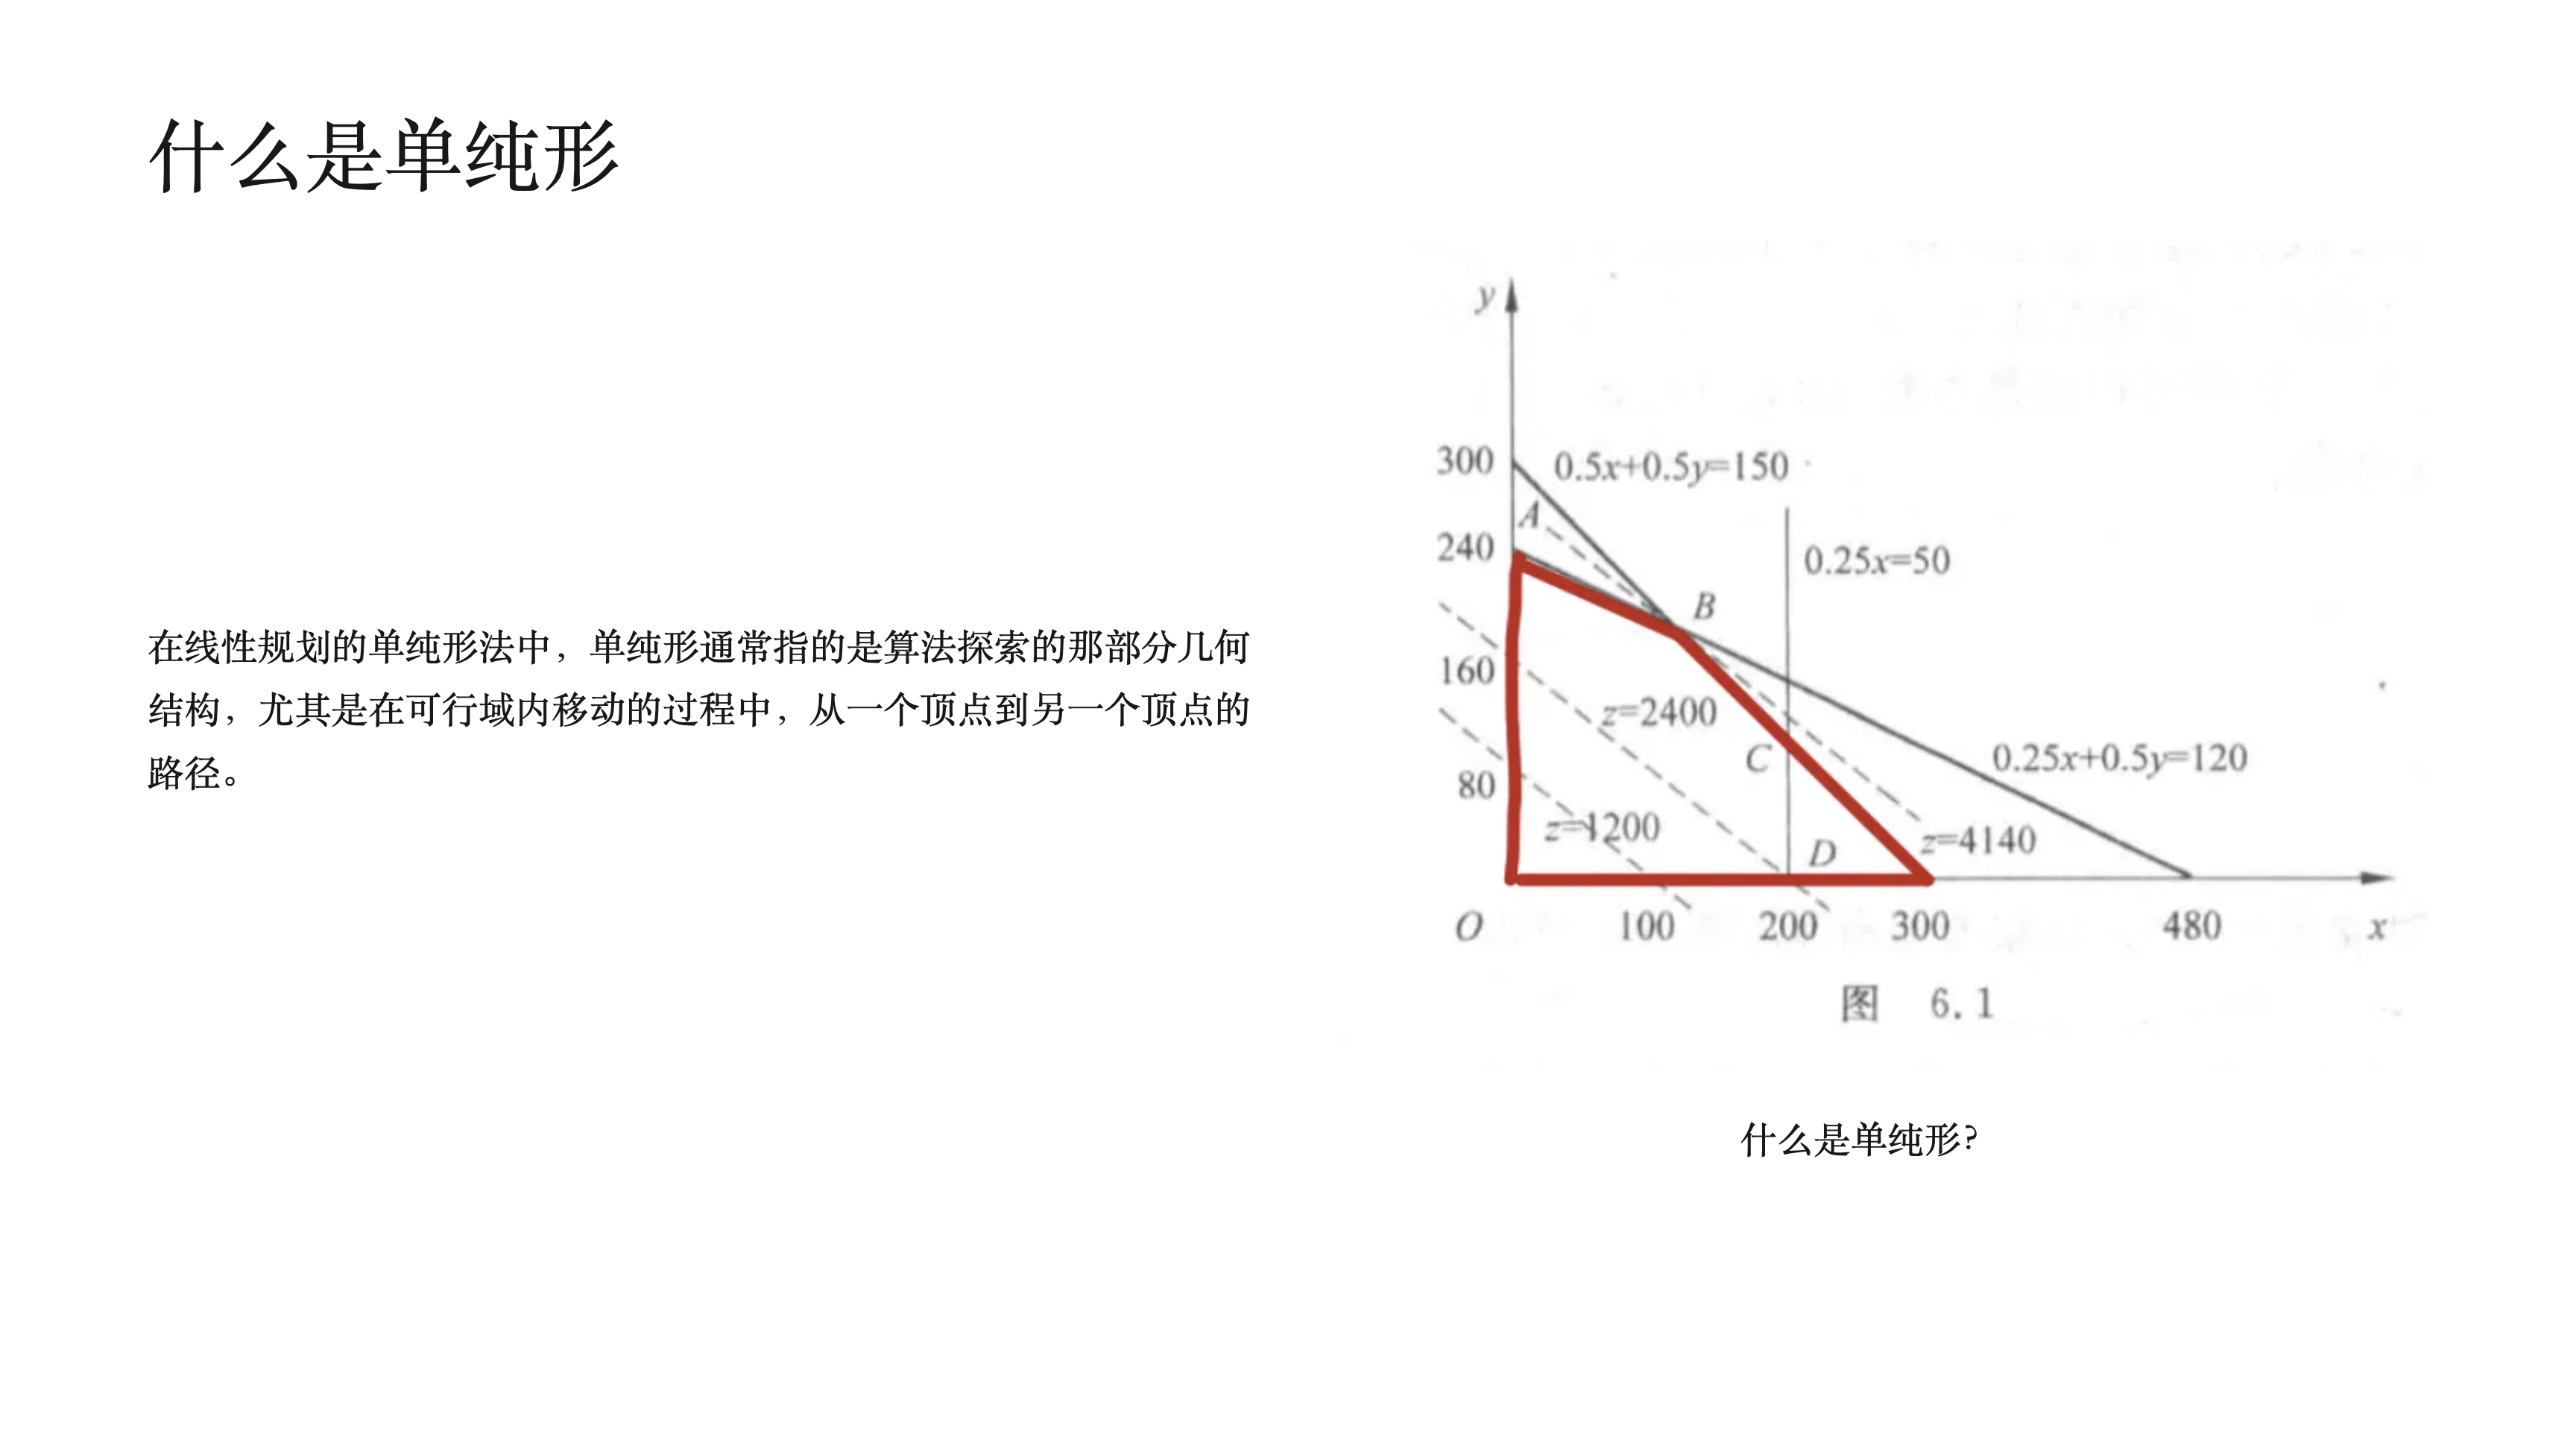 什么是单纯形
在线性规划的单纯形法中，单纯形通常指的是算法探索的那部分几何
结构，尤其是在可行域内移动的过程中，从一个顶点到另一个顶点的
路径。
y
300
0.5x+0.5y=150
A
240
0.25x=50
B
160
z=2400
C
0.25x+0.5y=120
80
z=1200
z=4140
D
O
100
200
300
480
x
图 6.1
什么是单纯形？